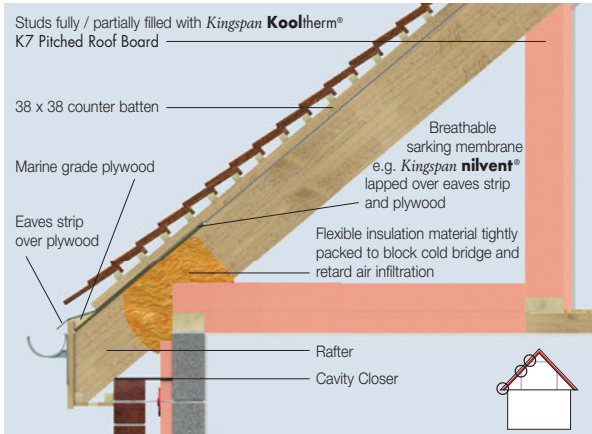 Studs fully / partially filled with Kingspan Kooltherm®
K7 Pitched Roof Board
38 x 38 counter batten
Marine grade plywood
Eaves strip
over plywood
Breathable
sarking membrane
e.g. Kingspan nilvent®
lapped over eaves strip
and plywood
Flexible insulation material tightly
packed to block cold bridge and
retard air infiltration
Rafter
Cavity Closer